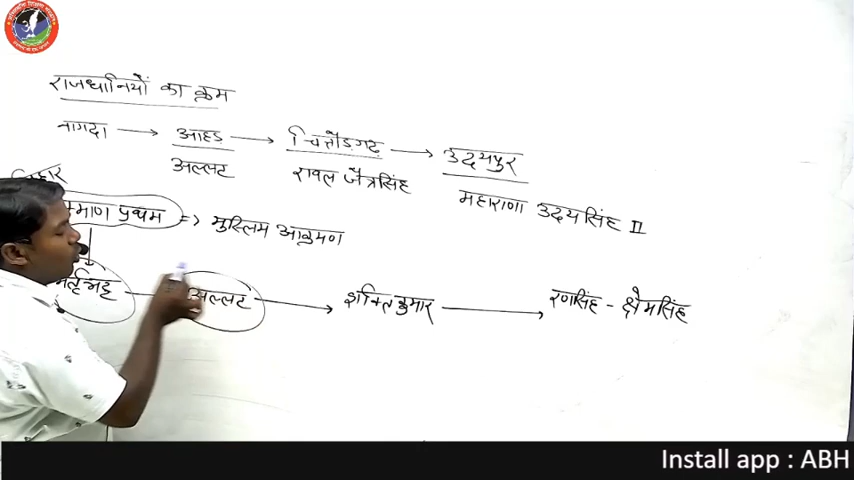 राजधानियों का क्रम
नागदा → आहड़ → चित्तौड़गढ़ → उदयपुर
अल्लट रावल जैत्रसिंह महाराणा उदयसिंह II
प्रथम => मुस्लिम आक्रमण
अल्लट → शक्तिकुमार → रणसिंह - क्षेमसिंह
Install app : ABH